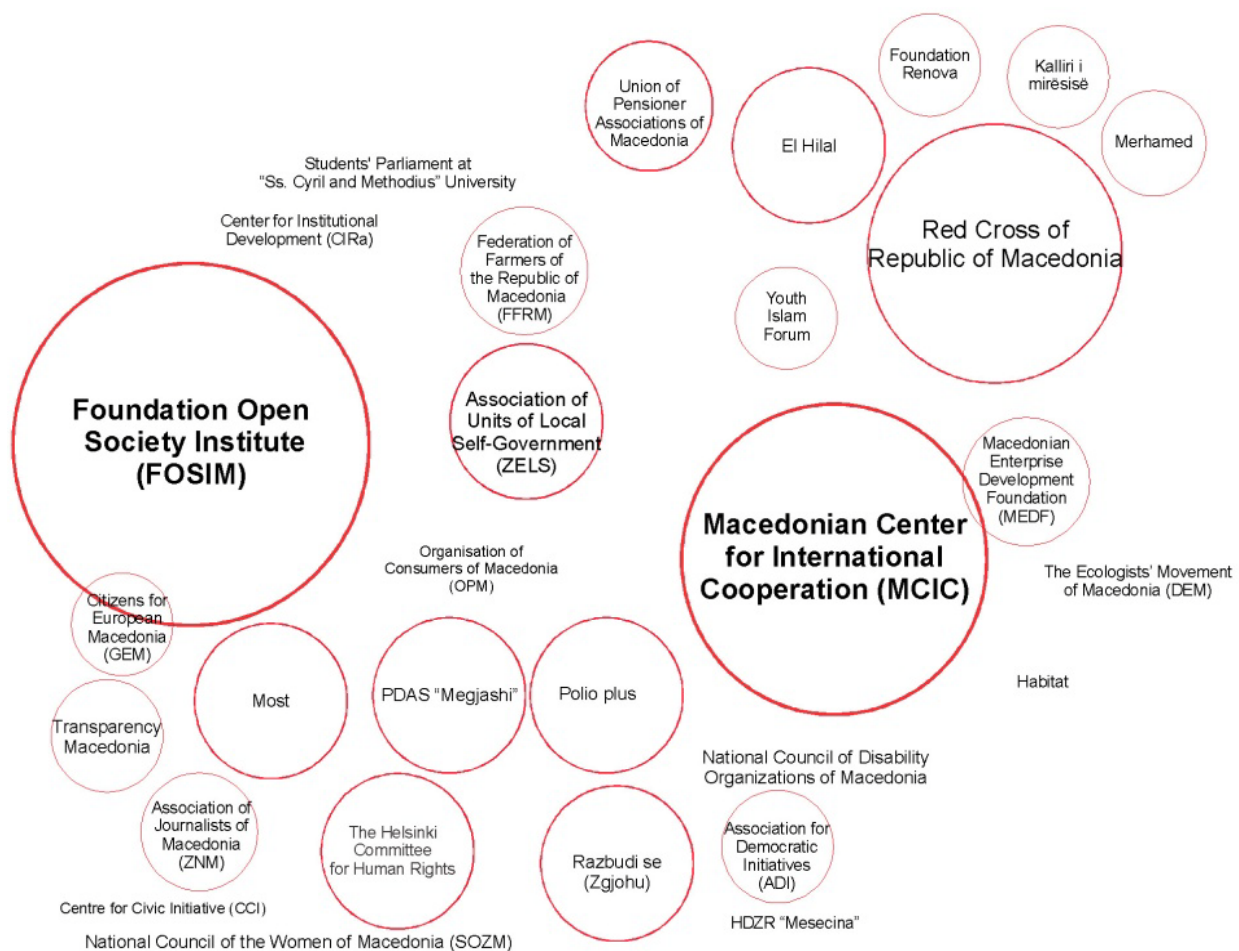 Foundation
Renova
Kalliri i
mirësisë
Union of
Pensioner
Associations of
Macedonia
El Hilal
Merhamed
Students' Parliament at
"Ss. Cyril and Methodius" University
Center for Institutional
Development (CIRa)
Federation of
Farmers of
the Republic of
Macedonia
(FFRM)
Red Cross of
Republic of Macedonia
Youth
Islam
Forum
Foundation Open
Society Institute
(FOSIM)
Association of
Units of Local
Self-Government
(ZELS)
Macedonian
Enterprise
Development
Foundation
(MEDF)
Macedonian Center
for International
Cooperation (MCIC)
Organisation of
Consumers of Macedonia
(OPM)
The Ecologists' Movement
of Macedonia (DEM)
Citizens for
European
Macedonia
(GEM)
Habitat
Most
PDAS "Megjashi"
Polio plus
Transparency
Macedonia
National Council of Disability
Organizations of Macedonia
Association of
Journalists of
Macedonia
(ZNM)
The Helsinki
Committee
for Human Rights
Razbudi se
(Zgjohu)
Association for
Democratic
Initiatives
(ADI)
Centre for Civic Initiative (CCI)
HDZR "Mesecina"
National Council of the Women of Macedonia (SOZM)